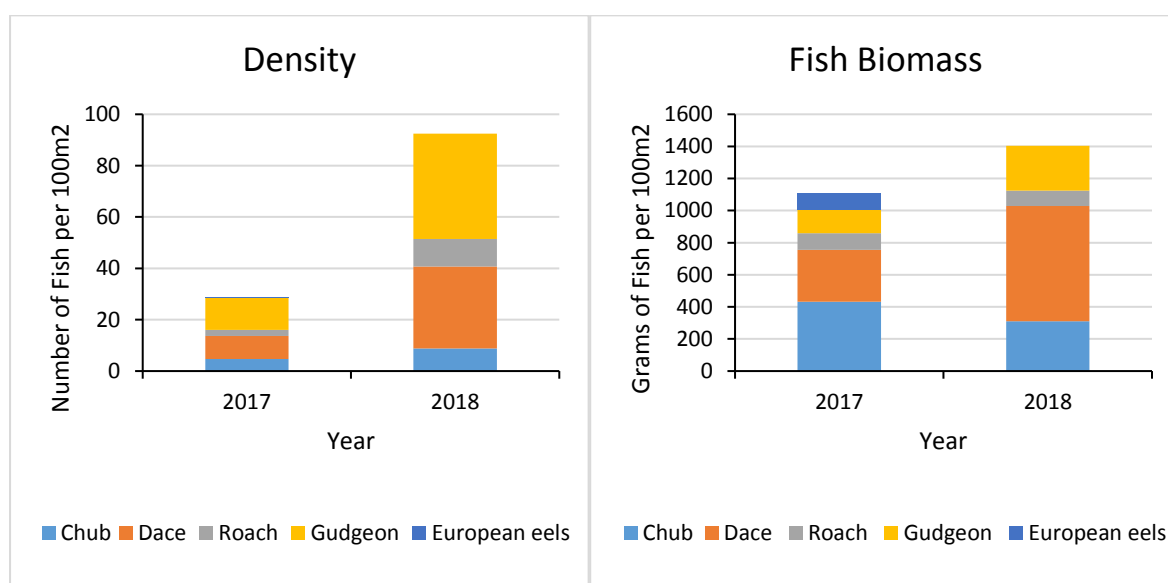 Density
Number of Fish per 100m2
100
80
60
40
20
0
2017 2018
Year
Chub Dace Roach Gudgeon European eels
Fish Biomass
Grams of Fish per 100m2
1600
1400
1200
1000
800
600
400
200
0
2017 2018
Year
Chub Dace Roach Gudgeon European eels